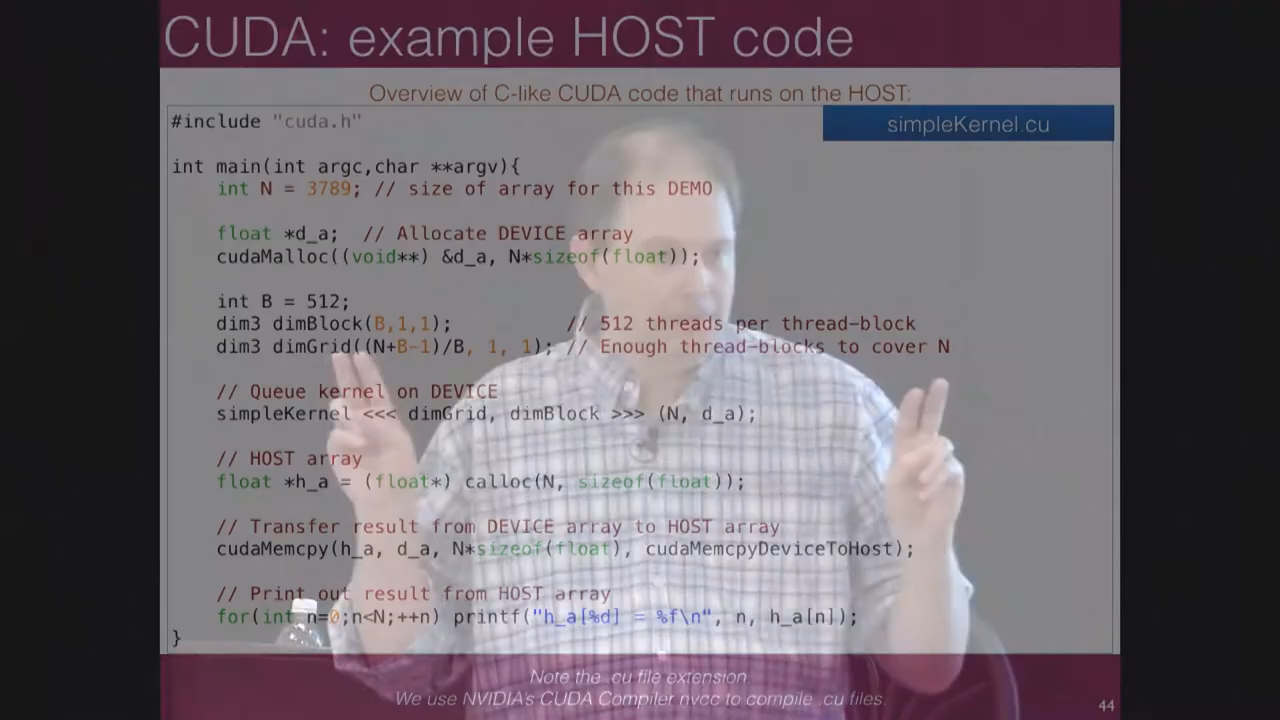 CUDA: example HOST code
Overview of C-like CUDA code that runs on the HOST:
simpleKernel.cu
#include "cuda.h"
int main(int argc,char **argv){
int N = 3789; // size of array for this DEMO
float *d_a;  // Allocate DEVICE array
cudaMalloc((void**) &d_a, N*sizeof(float));
int B = 512;
dim3 dimBlock(B,1,1);          // 512 threads per thread-block
dim3 dimGrid((N+B-1)/B, 1, 1); // Enough thread-blocks to cover N
// Queue kernel on DEVICE
simpleKernel <<< dimGrid, dimBlock >>> (N, d_a);
// HOST array
float *h_a = (float*) calloc(N, sizeof(float));
// Transfer result from DEVICE array to HOST array
cudaMemcpy(h_a, d_a, N*sizeof(float), cudaMemcpyDeviceToHost);
// Print out result from HOST array
for(int n=0;n<N;++n) printf("h_a[%d] = %f\n", n, h_a[n]);
}
Note the .cu file extension.
We use NVIDIA's CUDA Compiler nvcc to compile .cu files.
44